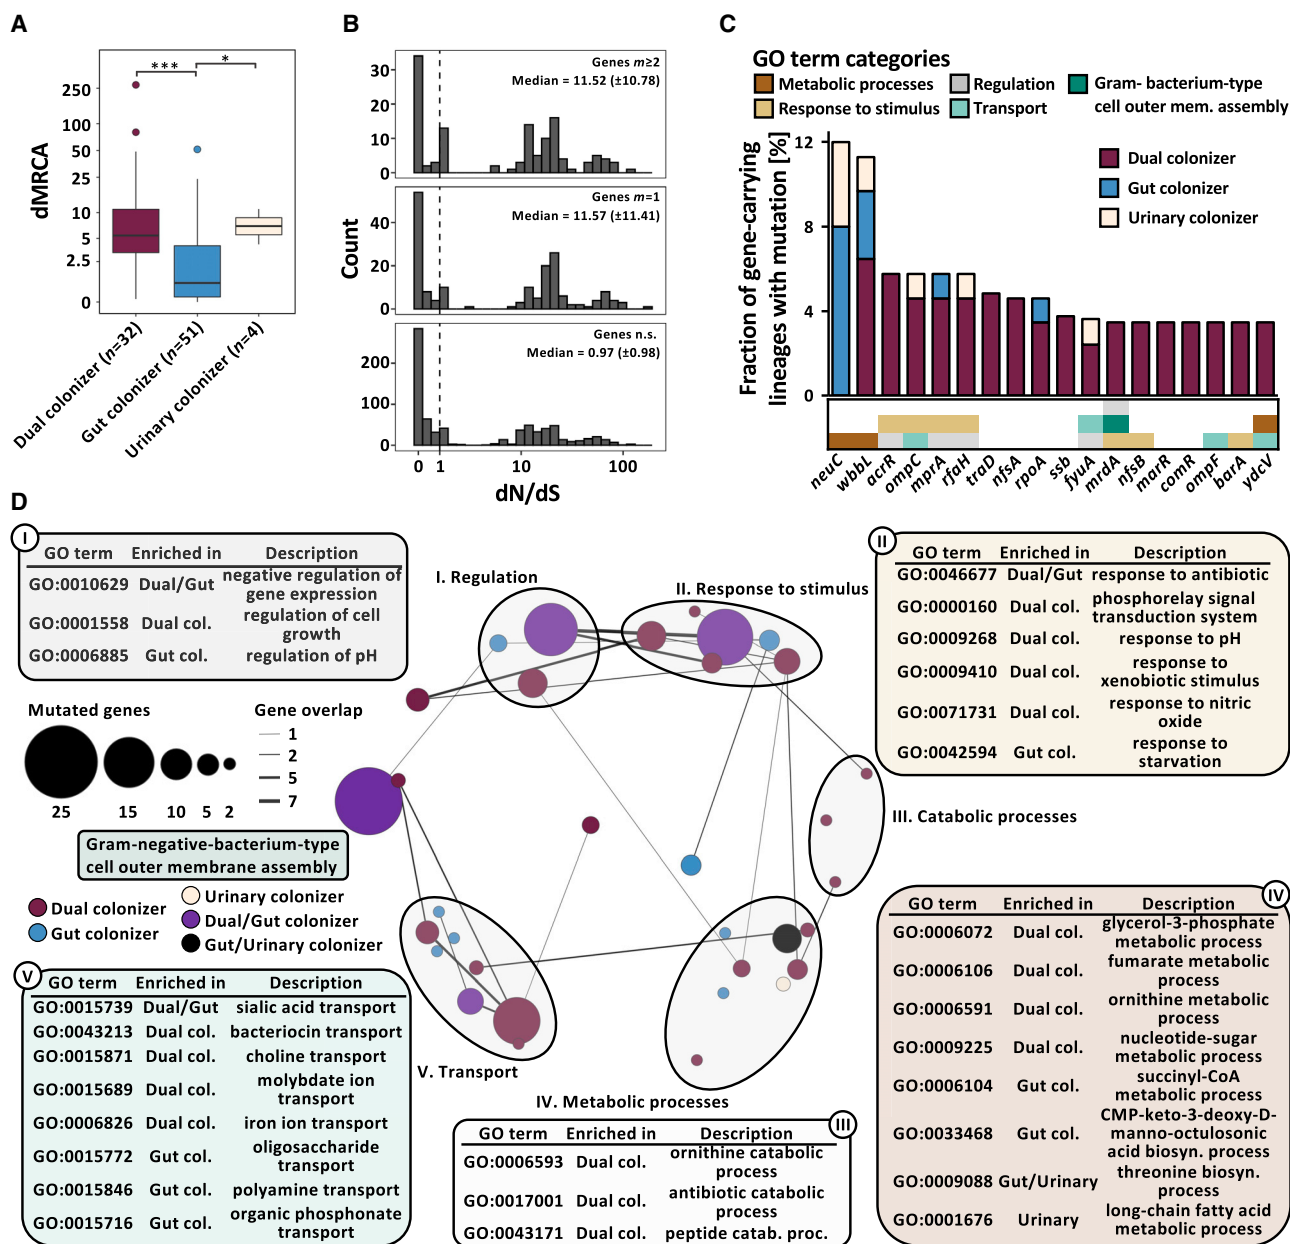 A
dMRCA
250
100
50
25
10
5
2.5
0
***
*
Dual colonizer (n=32)
Gut colonizer (n=51)
Urinary colonizer (n=4)
B
Count
Genes m≥2
Median = 11.52 (±10.78)
30
20
10
0
Genes m=1
Median = 11.57 (±11.41)
40
20
0
Genes n.s.
Median = 0.97 (±0.98)
200
100
0
0 1 10 100
dN/dS
C
GO term categories
Metabolic processes
Response to stimulus
Regulation
Transport
Gram- bacterium-type
cell outer mem. assembly
Fraction of gene-carrying
lineages with mutation [%]
12
8
4
0
Dual colonizer
Gut colonizer
Urinary colonizer
neuC wbbL acrR ompC mprA rfaH traD nfsA rpoA ssb fyuA mrdA nfsB marR comR ompF barA ydcV
D
I
GO term Enriched in Description
GO:0010629 Dual/Gut negative regulation of
gene expression
GO:0001558 Dual col. regulation of cell
growth
GO:0006885 Gut col. regulation of pH
I. Regulation
II. Response to stimulus
II
GO term Enriched in Description
GO:0046677 Dual/Gut response to antibiotic
GO:0000160 Dual col. phosphorelay signal
transduction system
GO:0009268 Dual col. response to pH
GO:0009410 Dual col. response to
xenobiotic stimulus
GO:0071731 Dual col. response to nitric
oxide
GO:0042594 Gut col. response to
starvation
Mutated genes
25 15 10 5 2
Gene overlap
1
2
5
7
Gram-negative-bacterium-type
cell outer membrane assembly
Dual colonizer
Gut colonizer
Urinary colonizer
Dual/Gut colonizer
Gut/Urinary colonizer
III. Catabolic processes
V
GO term Enriched in Description
GO:0015739 Dual/Gut sialic acid transport
GO:0043213 Dual col. bacteriocin transport
GO:0015871 Dual col. choline transport
GO:0015689 Dual col. molybdate ion
transport
GO:0006826 Dual col. iron ion transport
GO:0015772 Gut col. oligosaccharide
transport
GO:0015846 Gut col. polyamine transport
GO:0015716 Gut col. organic phosphonate
transport
V. Transport
IV. Metabolic processes
III
GO term Enriched in Description
GO:0006593 Dual col. ornithine catabolic
process
GO:0017001 Dual col. antibiotic catabolic
process
GO:0043171 Dual col. peptide catab. proc.
IV
GO term Enriched in Description
GO:0006072 Dual col. glycerol-3-phosphate
metabolic process
GO:0006106 Dual col. fumarate metabolic
process
GO:0006591 Dual col. ornithine metabolic
process
GO:0009225 Dual col. nucleotide-sugar
metabolic process
GO:0006104 Gut col. succinyl-CoA
metabolic process
GO:0033468 Gut col. CMP-keto-3-deoxy-D-
manno-octulosonic
acid biosyn. process
GO:0009088 Gut/Urinary threonine biosyn.
process
GO:0001676 Urinary long-chain fatty acid
metabolic process